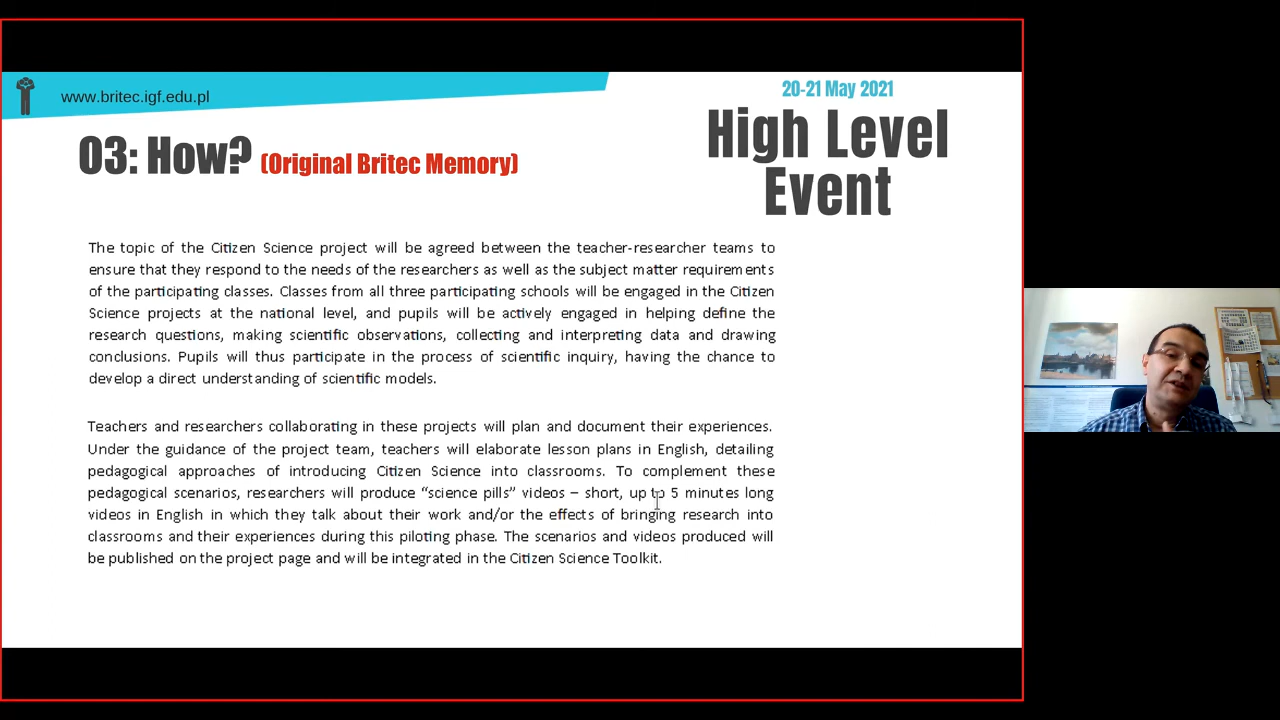 www.britec.igf.edu.pl
20-21 May 2021
High Level
Event
03: How? (Original Britec Memory)
The topic of the Citizen Science project will be agreed between the teacher-researcher teams to
ensure that they respond to the needs of the researchers as well as the subject matter requirements
of the participating classes. Classes from all three participating schools will be engaged in the Citizen
Science projects at the national level, and pupils will be actively engaged in helping define the
research questions, making scientific observations, collecting and interpreting data and drawing
conclusions. Pupils will thus participate in the process of scientific inquiry, having the chance to
develop a direct understanding of scientific models.
Teachers and researchers collaborating in these projects will plan and document their experiences.
Under the guidance of the project team, teachers will elaborate lesson plans in English, detailing
pedagogical approaches of introducing Citizen Science into classrooms. To complement these
pedagogical scenarios, researchers will produce “science pills” videos – short, up to 5 minutes long
videos in English in which they talk about their work and/or the effects of bringing research into
classrooms and their experiences during this piloting phase. The scenarios and videos produced will
be published on the project page and will be integrated in the Citizen Science Toolkit.